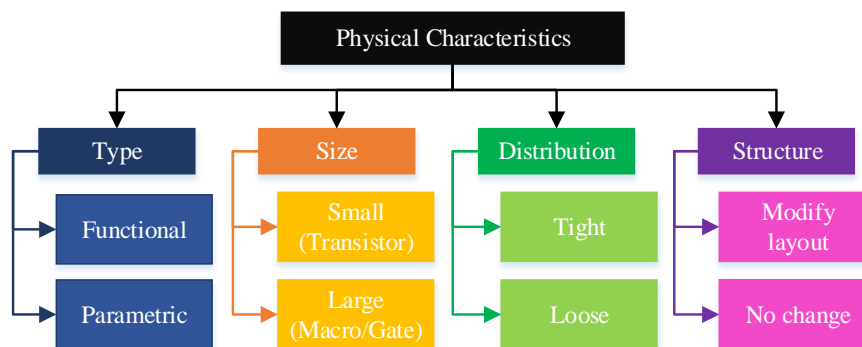 Physical Characteristics
Type
Size
Distribution
Structure
Functional
Small
(Transistor)
Tight
Modify
layout
Parametric
Large
(Macro/Gate)
Loose
No change